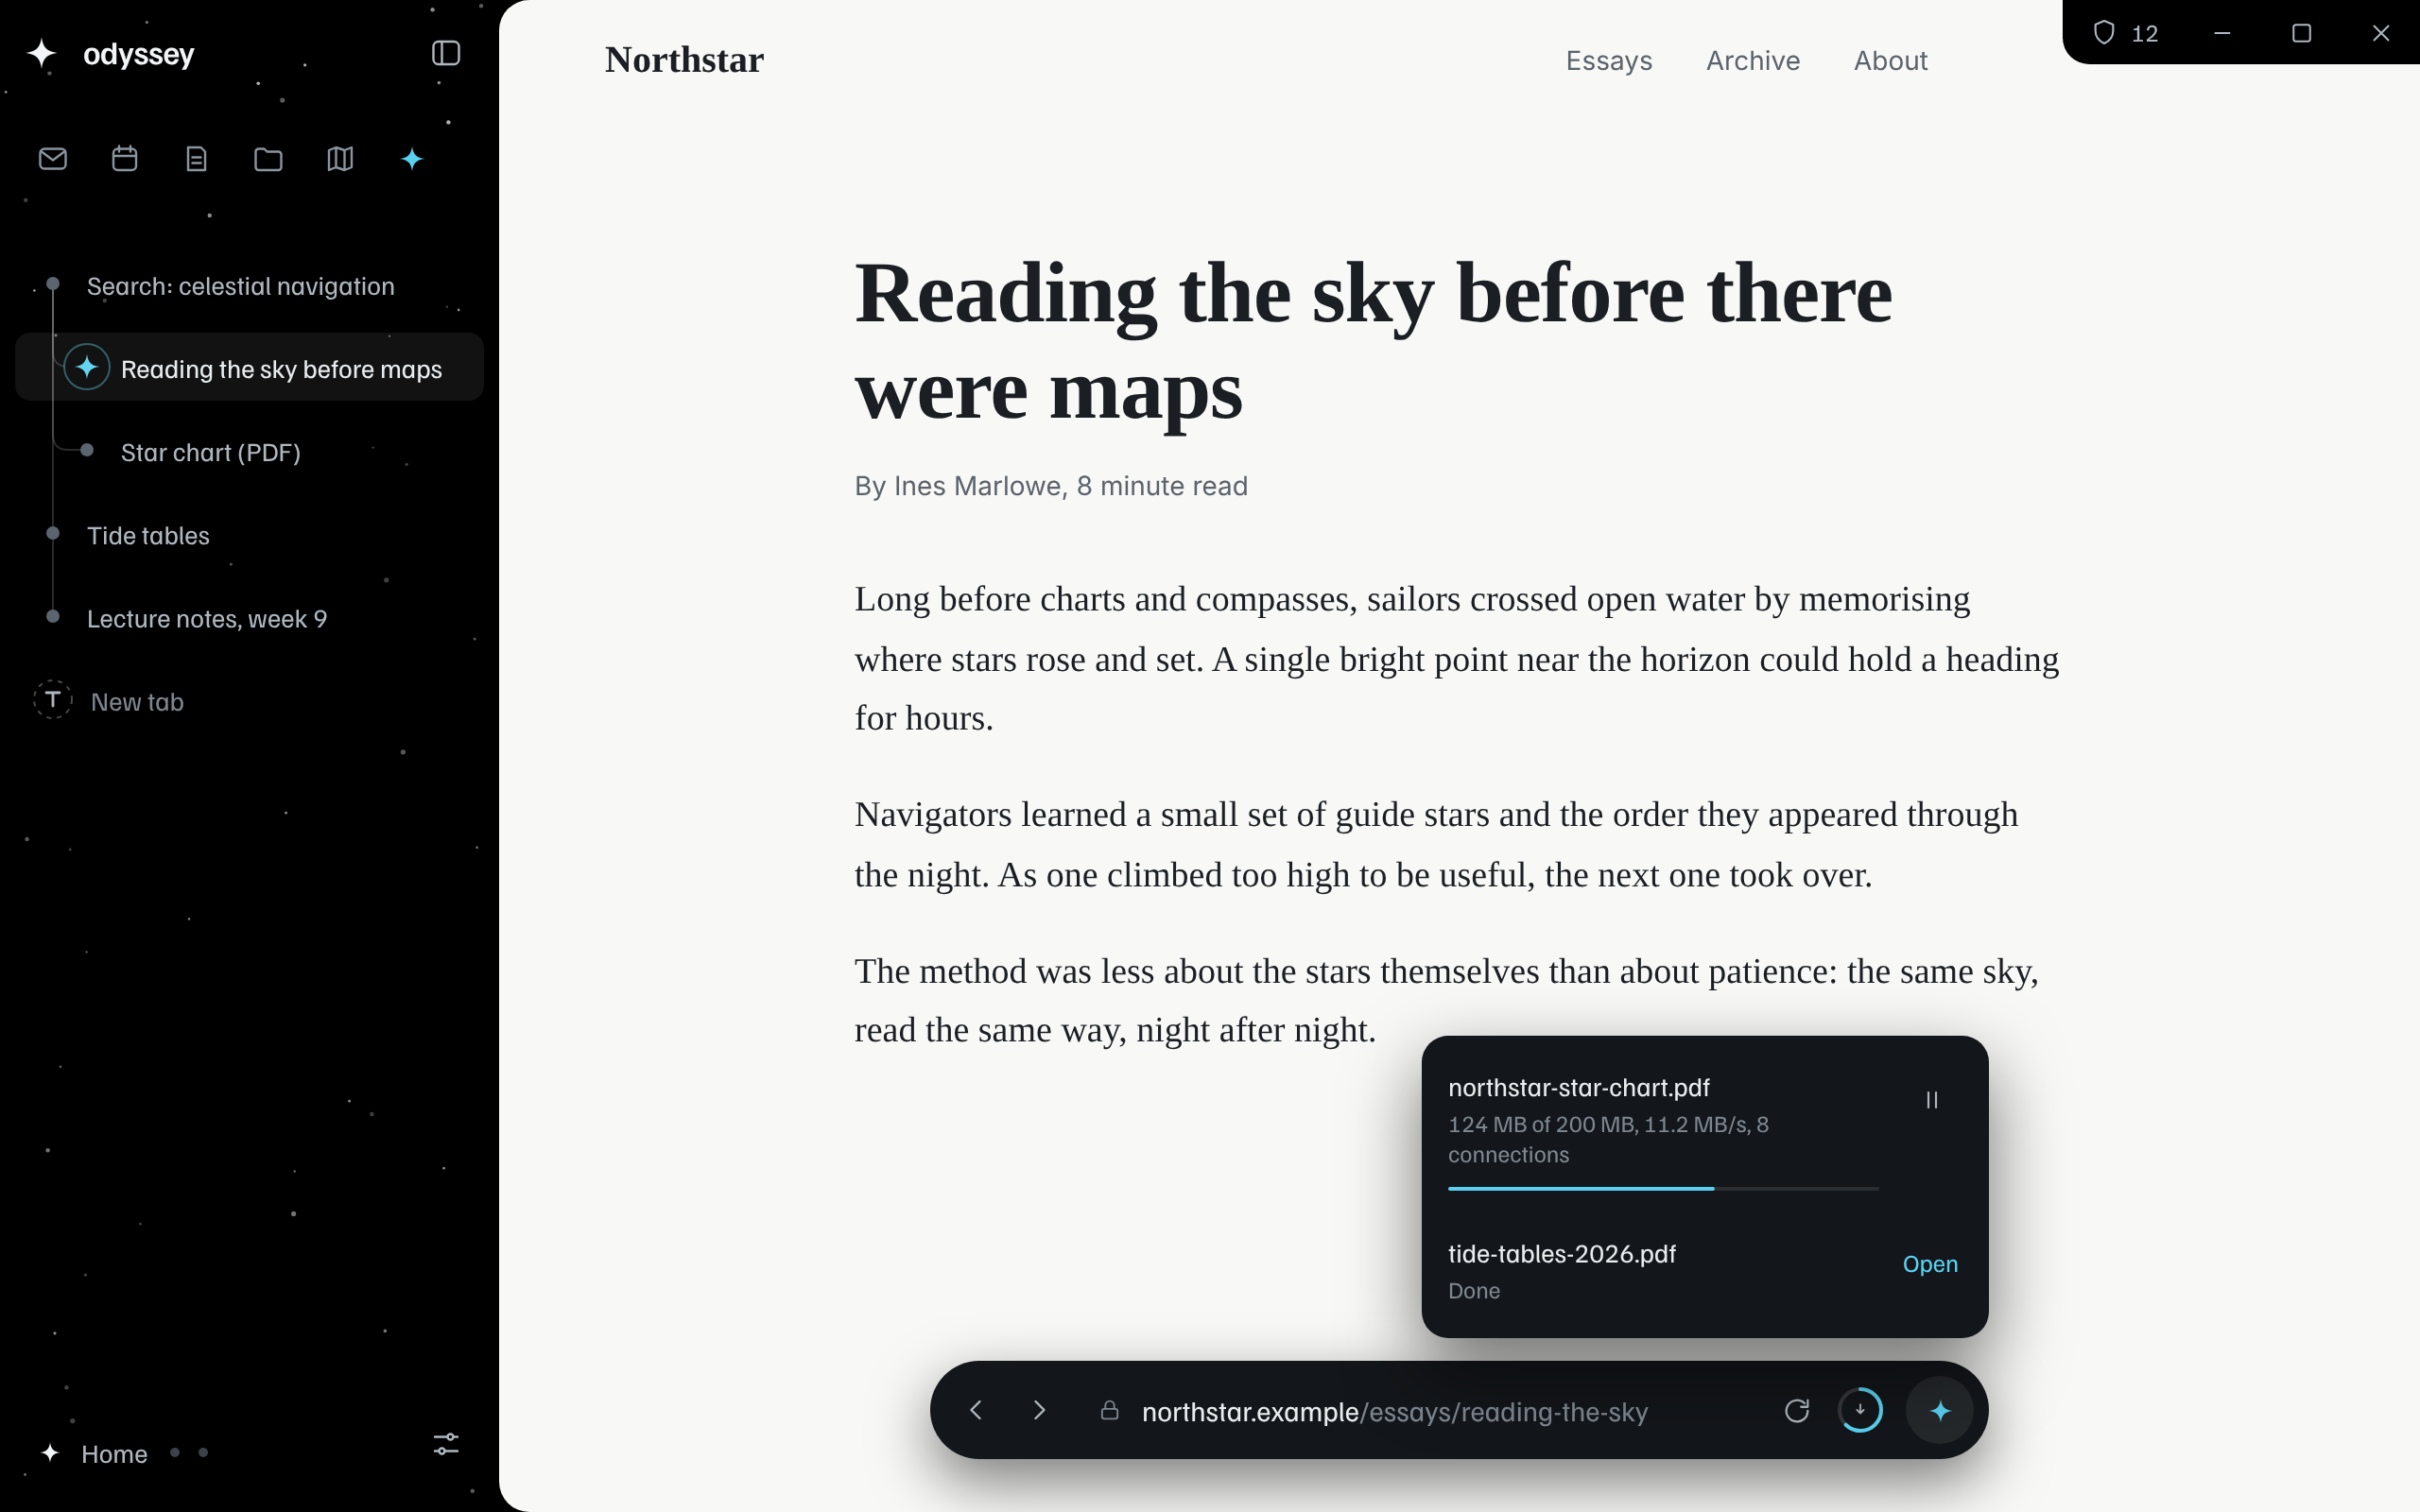 odyssey
Search: celestial navigation
Reading the sky before maps
Star chart (PDF)
Tide tables
Lecture notes, week 9
T New tab
Home
Northstar
Essays Archive About
12
Reading the sky before there
were maps
By Ines Marlowe, 8 minute read
Long before charts and compasses, sailors crossed open water by memorising
where stars rose and set. A single bright point near the horizon could hold a heading
for hours.
Navigators learned a small set of guide stars and the order they appeared through
the night. As one climbed too high to be useful, the next one took over.
The method was less about the stars themselves than about patience: the same sky,
read the same way, night after night.
northstar-star-chart.pdf
124 MB of 200 MB, 11.2 MB/s, 8
connections
tide-tables-2026.pdf
Open
Done
northstar.example/essays/reading-the-sky